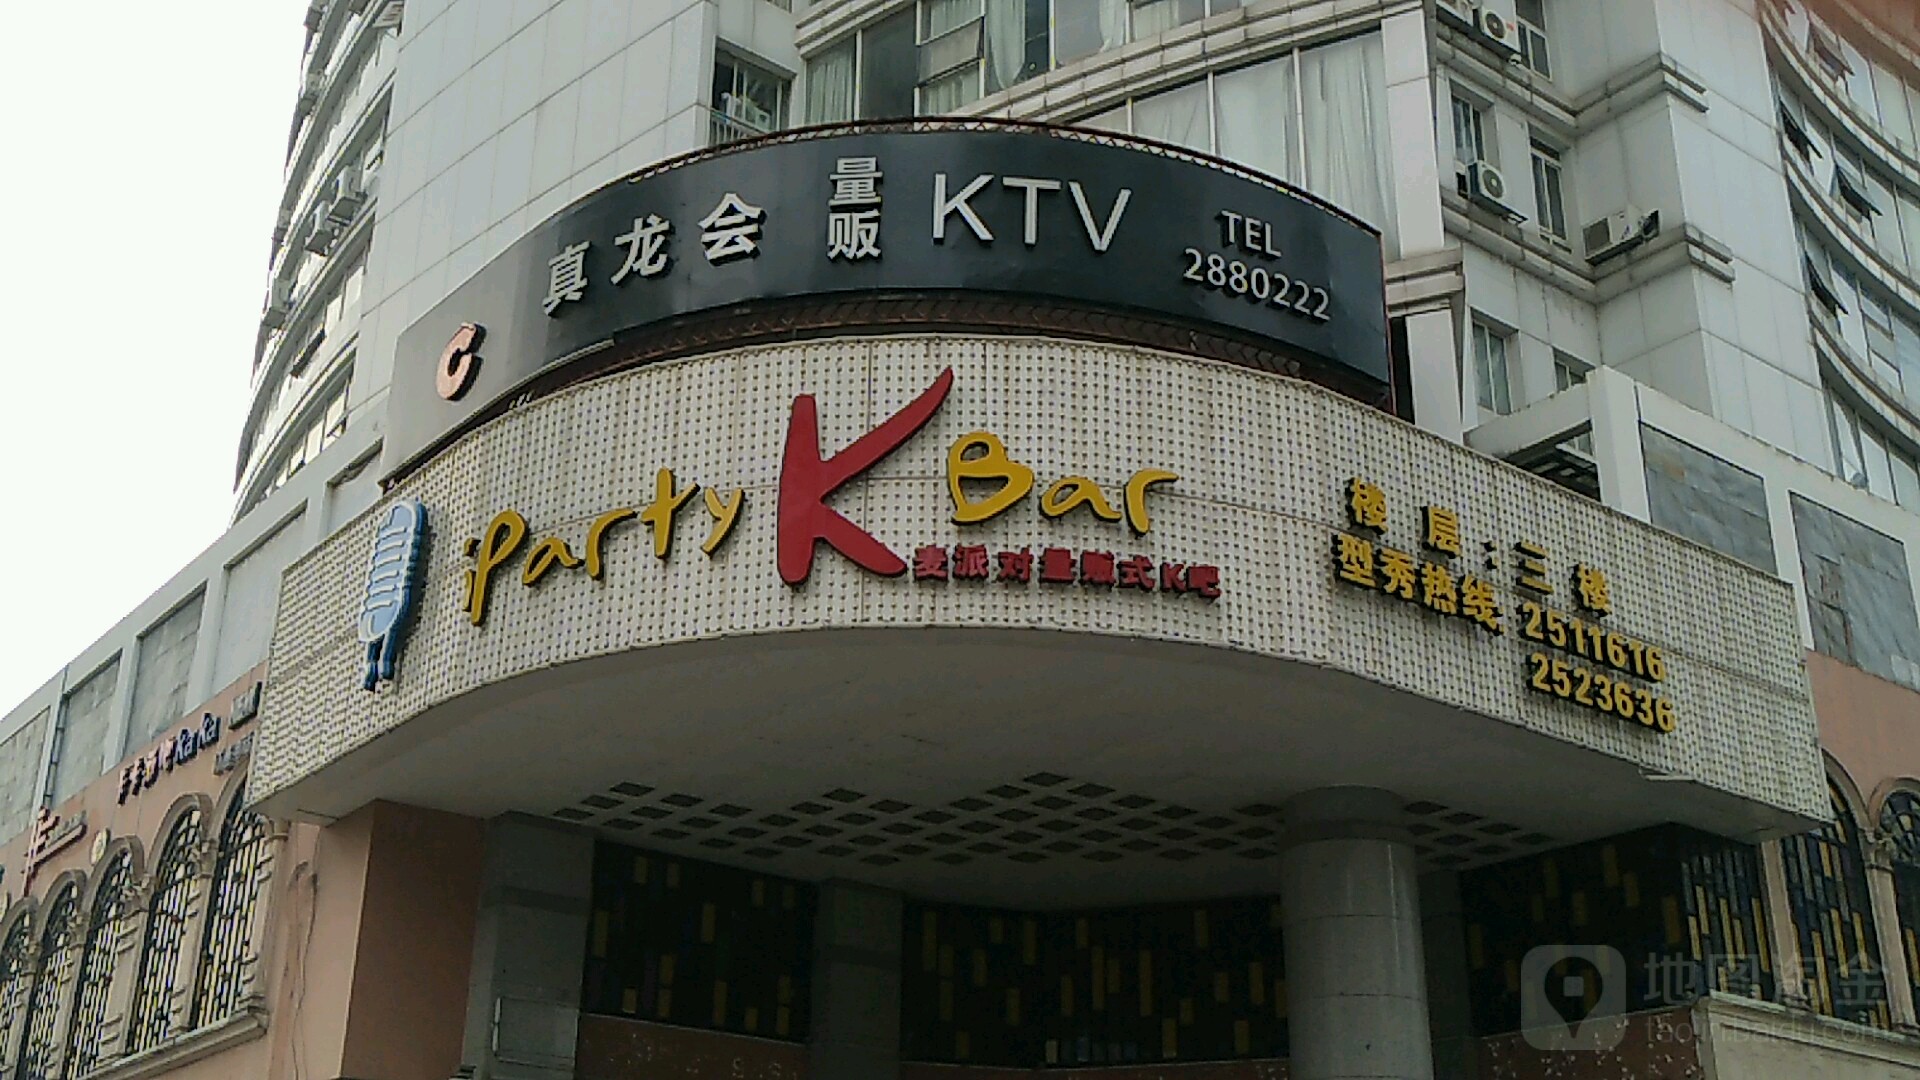 真龙会 量贩 KTV TEL
2880222
iParty K Bar
麦派对量贩式K吧
楼层：三楼
型秀热线 2511616
2523636
地图淘金